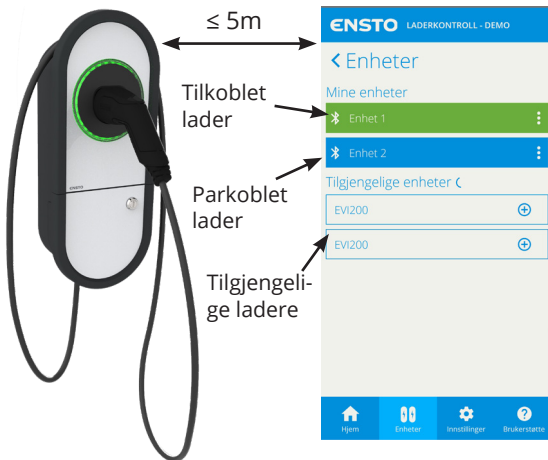 ≤ 5m
ENSTO LADERKONTROLL - DEMO
Enheter
Mine enheter
Tilkoblet
lader
Enhet 1
Enhet 2
Parkoblet
lader
Tilgjengelige enheter
EVI200
EVI200
Tilgjengeli-
ge ladere
ENSTO
Hjem
Enheter
Innstillinger
Brukerstøtte